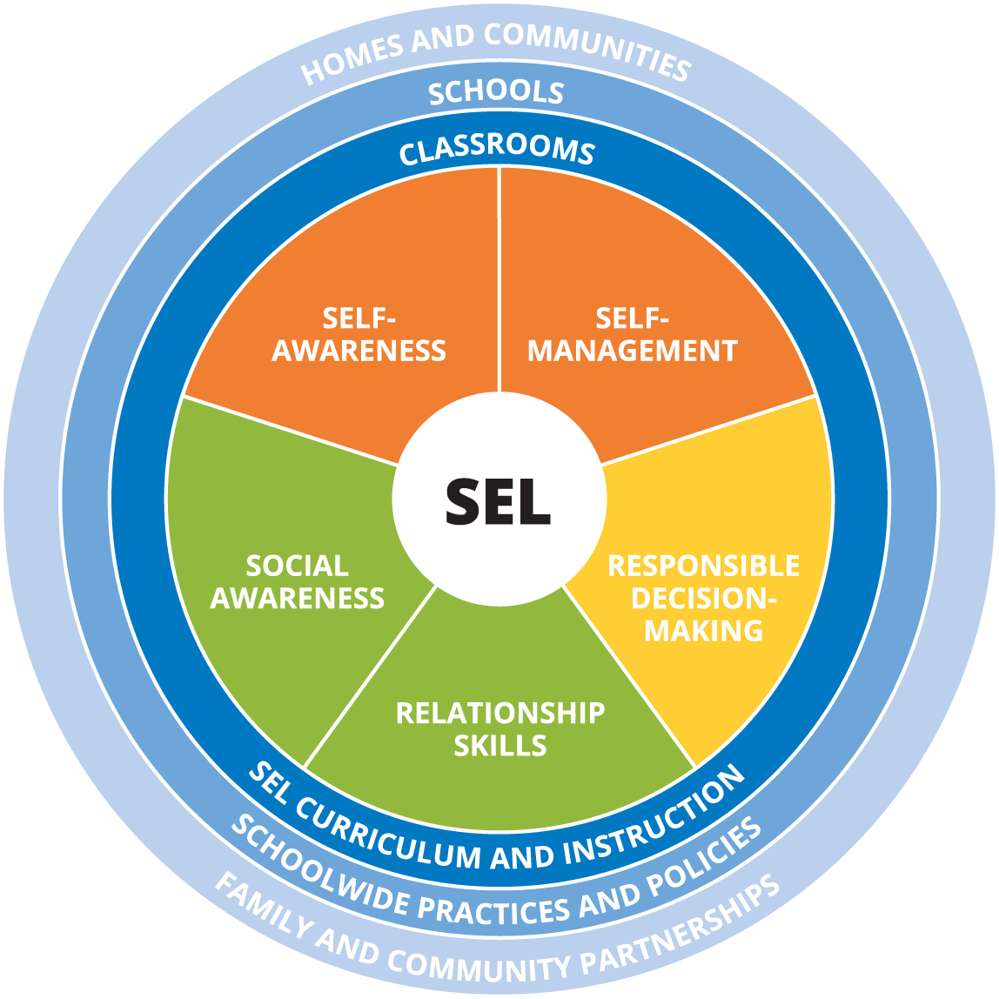 HOMES AND COMMUNITIES
SCHOOLS
CLASSROOMS
SELF-
AWARENESS
SELF-
MANAGEMENT
SEL
SOCIAL
AWARENESS
RESPONSIBLE
DECISION-
MAKING
RELATIONSHIP
SKILLS
SEL CURRICULUM AND INSTRUCTION
SCHOOLWIDE PRACTICES AND POLICIES
FAMILY AND COMMUNITY PARTNERSHIPS